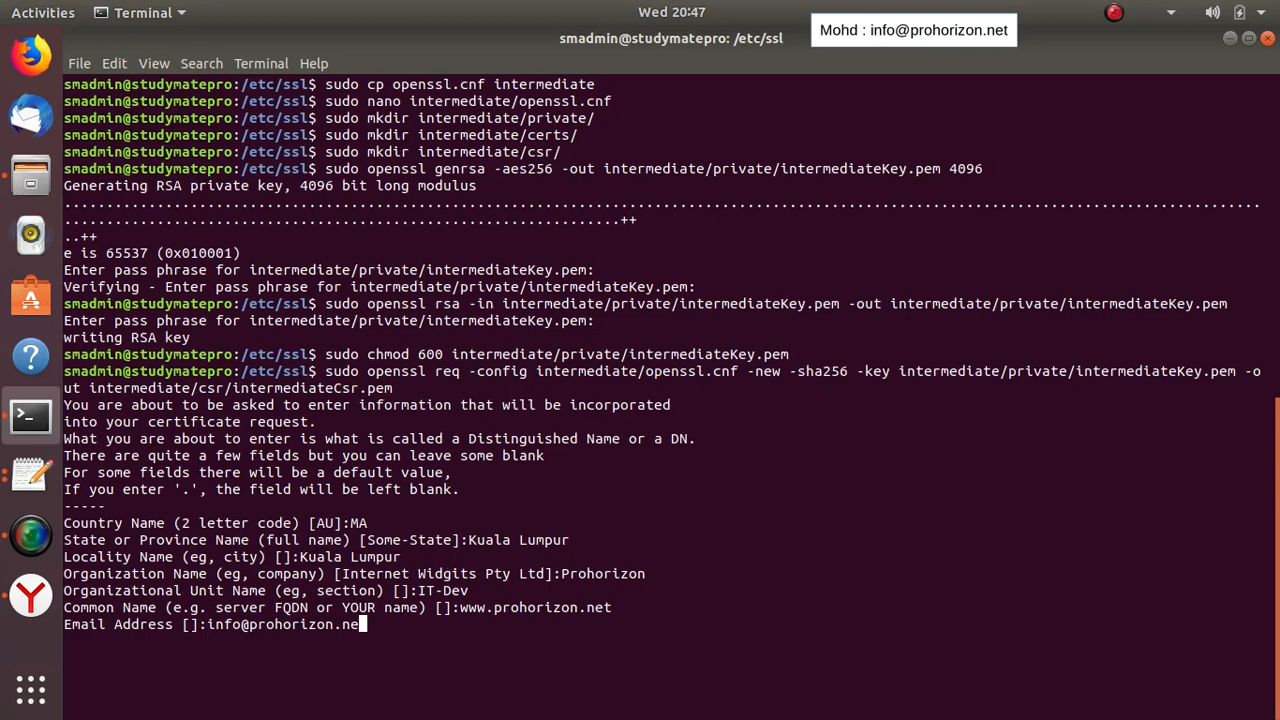 Activities
Terminal
Wed 20:47
Mohd : info@prohorizon.net
smadmin@studymatepro: /etc/ssl
File Edit View Search Terminal Help
smadmin@studymatepro:/etc/ssl$ sudo cp openssl.cnf intermediate
smadmin@studymatepro:/etc/ssl$ sudo nano intermediate/openssl.cnf
smadmin@studymatepro:/etc/ssl$ sudo mkdir intermediate/private/
smadmin@studymatepro:/etc/ssl$ sudo mkdir intermediate/certs/
smadmin@studymatepro:/etc/ssl$ sudo mkdir intermediate/csr/
smadmin@studymatepro:/etc/ssl$ sudo openssl genrsa -aes256 -out intermediate/private/intermediateKey.pem 4096
Generating RSA private key, 4096 bit long modulus
..............................................................................................................................................
..................................................................++
..++
e is 65537 (0x010001)
Enter pass phrase for intermediate/private/intermediateKey.pem:
Verifying - Enter pass phrase for intermediate/private/intermediateKey.pem:
smadmin@studymatepro:/etc/ssl$ sudo openssl rsa -in intermediate/private/intermediateKey.pem -out intermediate/private/intermediateKey.pem
Enter pass phrase for intermediate/private/intermediateKey.pem:
writing RSA key
smadmin@studymatepro:/etc/ssl$ sudo chmod 600 intermediate/private/intermediateKey.pem
smadmin@studymatepro:/etc/ssl$ sudo openssl req -config intermediate/openssl.cnf -new -sha256 -key intermediate/private/intermediateKey.pem -o
ut intermediate/csr/intermediateCsr.pem
You are about to be asked to enter information that will be incorporated
into your certificate request.
What you are about to enter is what is called a Distinguished Name or a DN.
There are quite a few fields but you can leave some blank
For some fields there will be a default value,
If you enter '.', the field will be left blank.
-----
Country Name (2 letter code) [AU]:MA
State or Province Name (full name) [Some-State]:Kuala Lumpur
Locality Name (eg, city) []:Kuala Lumpur
Organization Name (eg, company) [Internet Widgits Pty Ltd]:Prohorizon
Organizational Unit Name (eg, section) []:IT-Dev
Common Name (e.g. server FQDN or YOUR name) []:www.prohorizon.net
Email Address []:info@prohorizon.ne